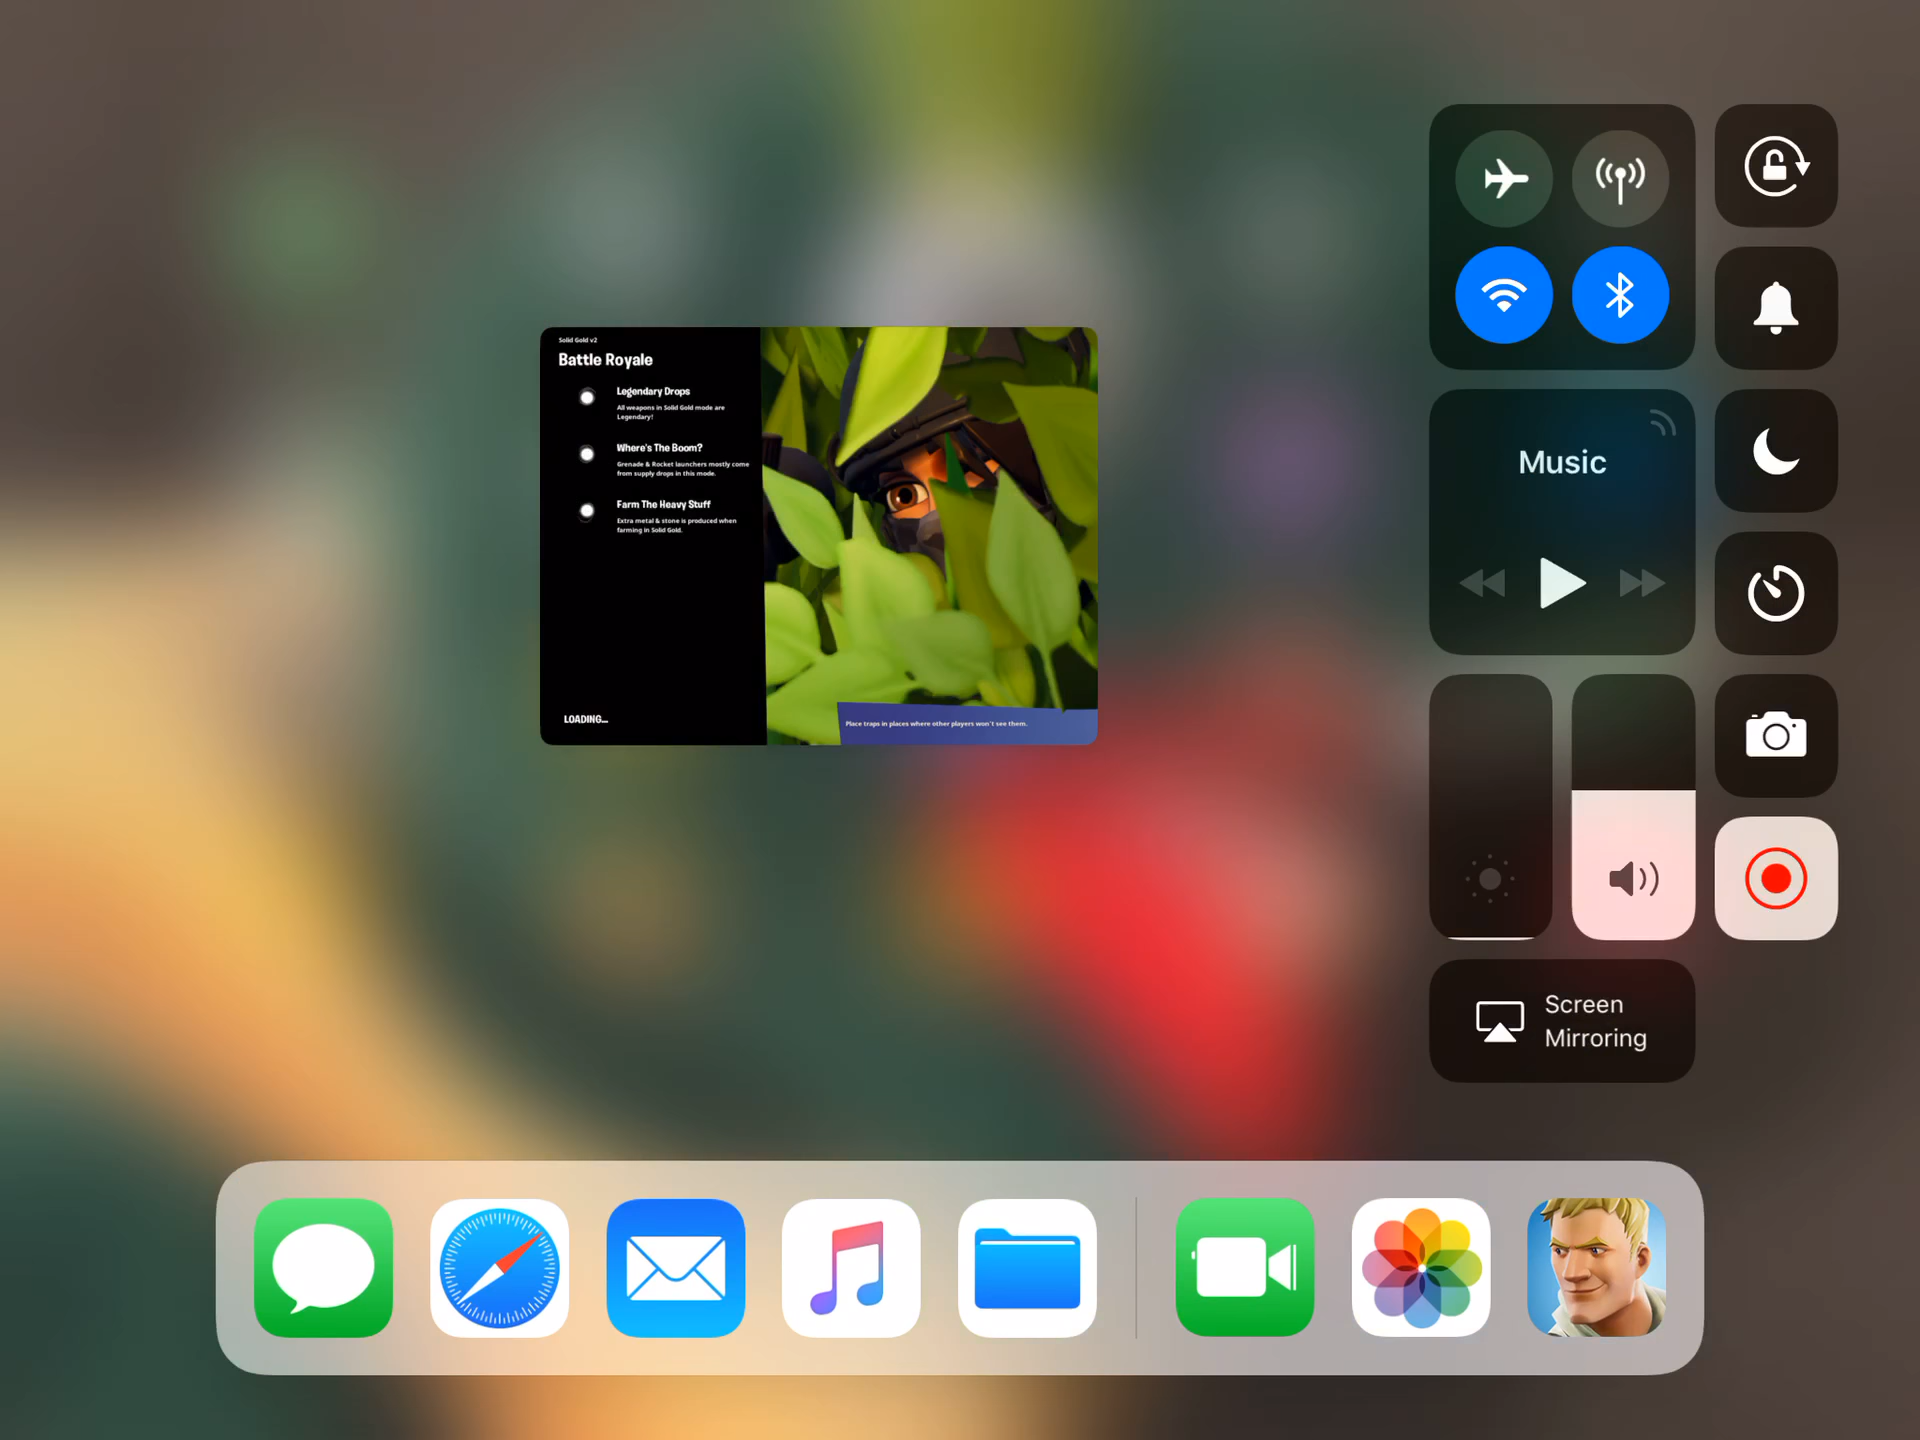 Solid Gold v2
Battle Royale
Legendary Drops
All weapons in Solid Gold mode are
Legendary!
Where's The Boom?
Grenade & Rocket launchers mostly come
from supply drops in this mode.
Farm The Heavy Stuff
Extra metal & stone is produced when
farming in Solid Gold.
LOADING...
Place traps in places where other players won't see them.
Music
Screen
Mirroring